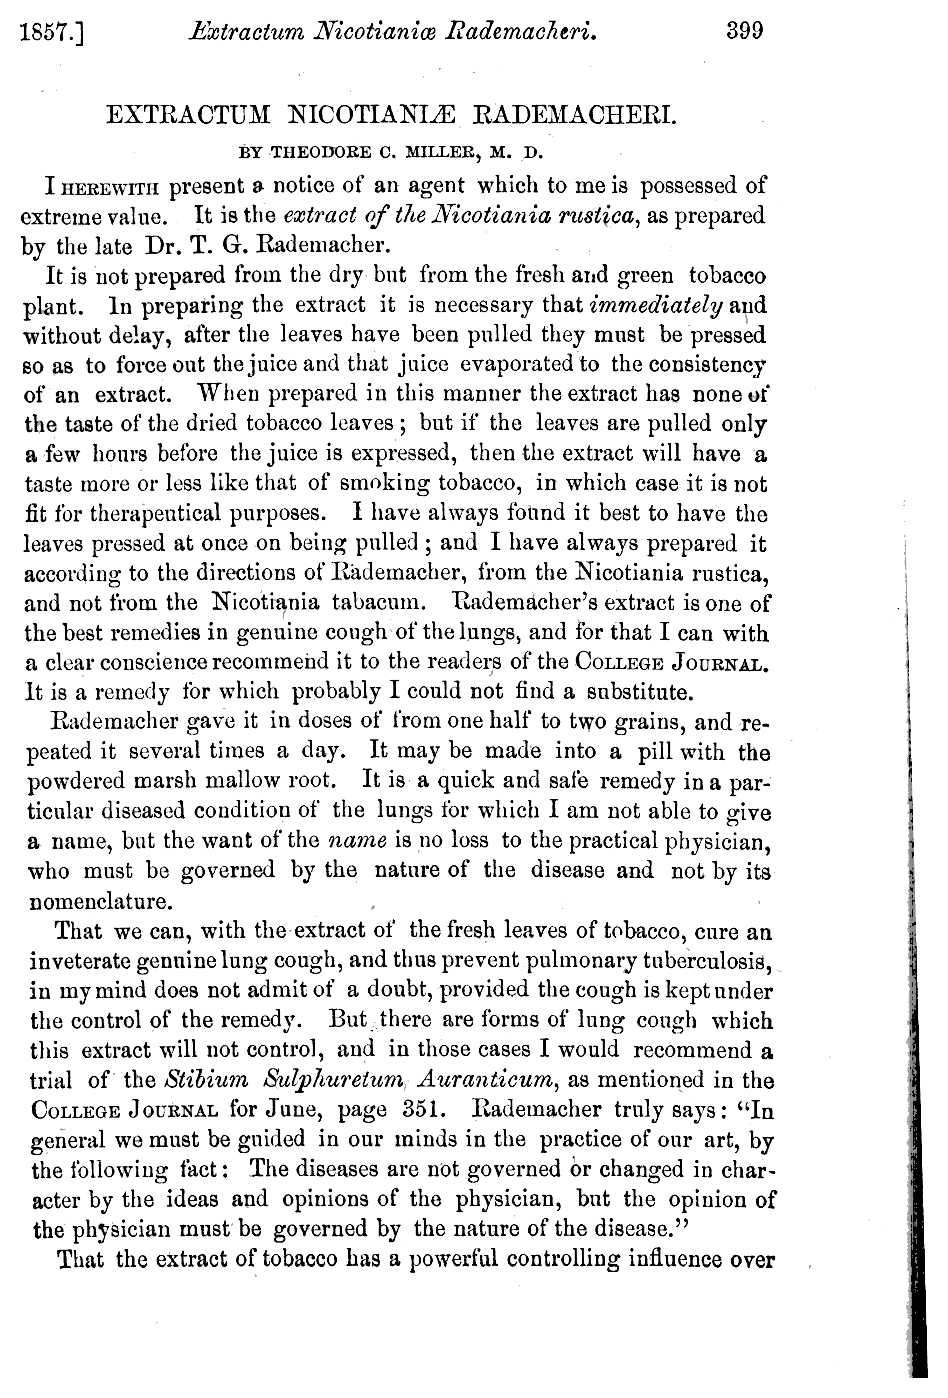 1857.] Extractum Nicotianiæ Rademacheri. 399
EXTRACTUM NICOTIANIÆ RADEMACHERI.
BY THEODORE C. MILLER, M. D.
I HEREWITH present a notice of an agent which to me is possessed of
extreme value. It is the extract of the Nicotiania rustica, as prepared
by the late Dr. T. G. Rademacher.
It is not prepared from the dry but from the fresh and green tobacco
plant. In preparing the extract it is necessary that immediately and
without delay, after the leaves have been pulled they must be pressed
so as to force out the juice and that juice evaporated to the consistency
of an extract. When prepared in this manner the extract has none of
the taste of the dried tobacco leaves; but if the leaves are pulled only
a few hours before the juice is expressed, then the extract will have a
taste more or less like that of smoking tobacco, in which case it is not
fit for therapeutical purposes. I have always found it best to have the
leaves pressed at once on being pulled; and I have always prepared it
according to the directions of Rademacher, from the Nicotiania rustica,
and not from the Nicotiania tabacum. Rademacher's extract is one of
the best remedies in genuine cough of the lungs, and for that I can with
a clear conscience recommend it to the readers of the COLLEGE JOURNAL.
It is a remedy for which probably I could not find a substitute.
Rademacher gave it in doses of from one half to two grains, and re-
peated it several times a day. It may be made into a pill with the
powdered marsh mallow root. It is a quick and safe remedy in a par-
ticular diseased condition of the lungs for which I am not able to give
a name, but the want of the name is no loss to the practical physician,
who must be governed by the nature of the disease and not by its
nomenclature.
That we can, with the extract of the fresh leaves of tobacco, cure an
inveterate genuine lung cough, and thus prevent pulmonary tuberculosis,
in my mind does not admit of a doubt, provided the cough is kept under
the control of the remedy. But there are forms of lung cough which
this extract will not control, and in those cases I would recommend a
trial of the Stibium Sulphuretum Auranticum, as mentioned in the
COLLEGE JOURNAL for June, page 351. Rademacher truly says: "In
general we must be guided in our minds in the practice of our art, by
the following fact: The diseases are not governed or changed in char-
acter by the ideas and opinions of the physician, but the opinion of
the physician must be governed by the nature of the disease."
That the extract of tobacco has a powerful controlling influence over